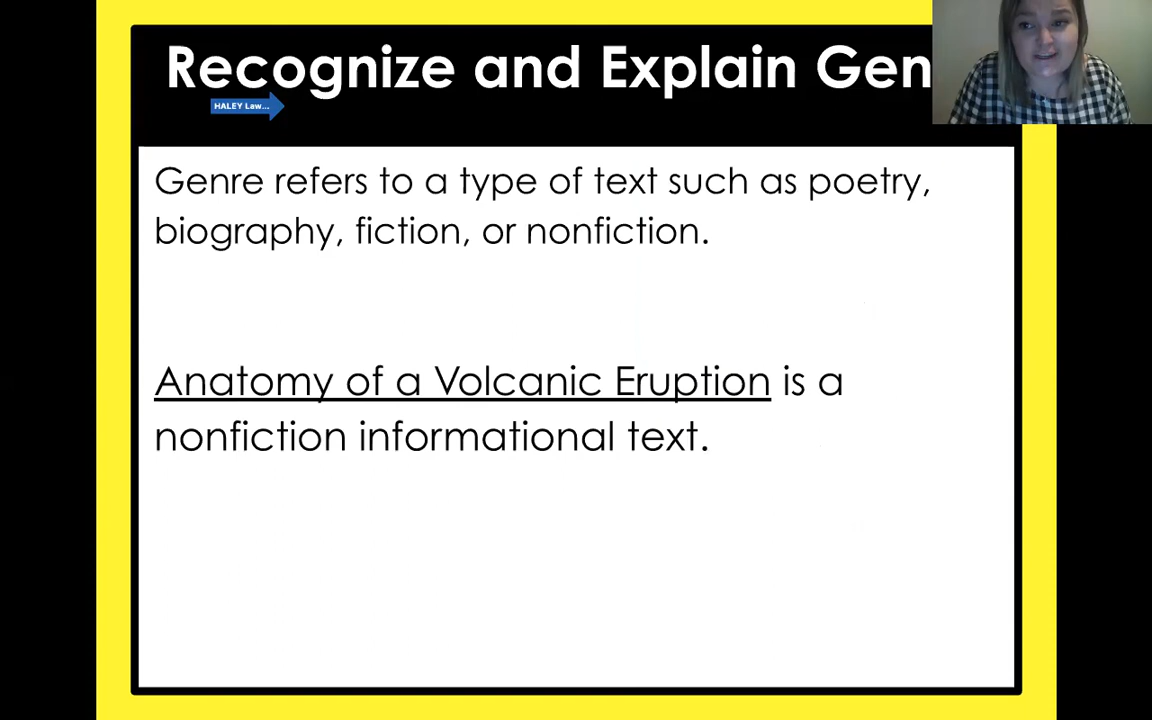 Recognize and Explain Gen
HALEY Law...
Genre refers to a type of text such as poetry,
biography, fiction, or nonfiction.
Anatomy of a Volcanic Eruption is a
nonfiction informational text.